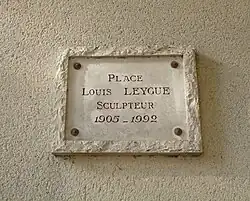 PLACE
LOUIS LEYGUE
SCULPTEUR
1905 - 1992